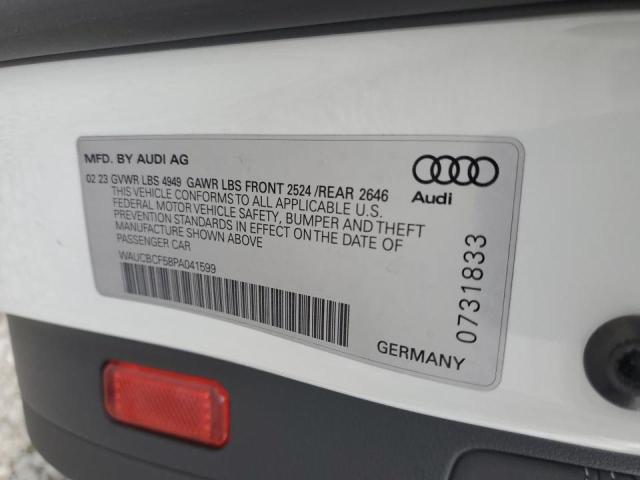 MFD. BY AUDI AG
02 23 GVWR LBS 4949 GAWR LBS FRONT 2524 /REAR 2646
THIS VEHICLE CONFORMS TO ALL APPLICABLE U.S.
FEDERAL MOTOR VEHICLE SAFETY, BUMPER AND THEFT
PREVENTION STANDARDS IN EFFECT ON THE DATE OF
MANUFACTURE SHOWN ABOVE
PASSENGER CAR
WAUCBCF58PA041599
Audi
0731833
GERMANY